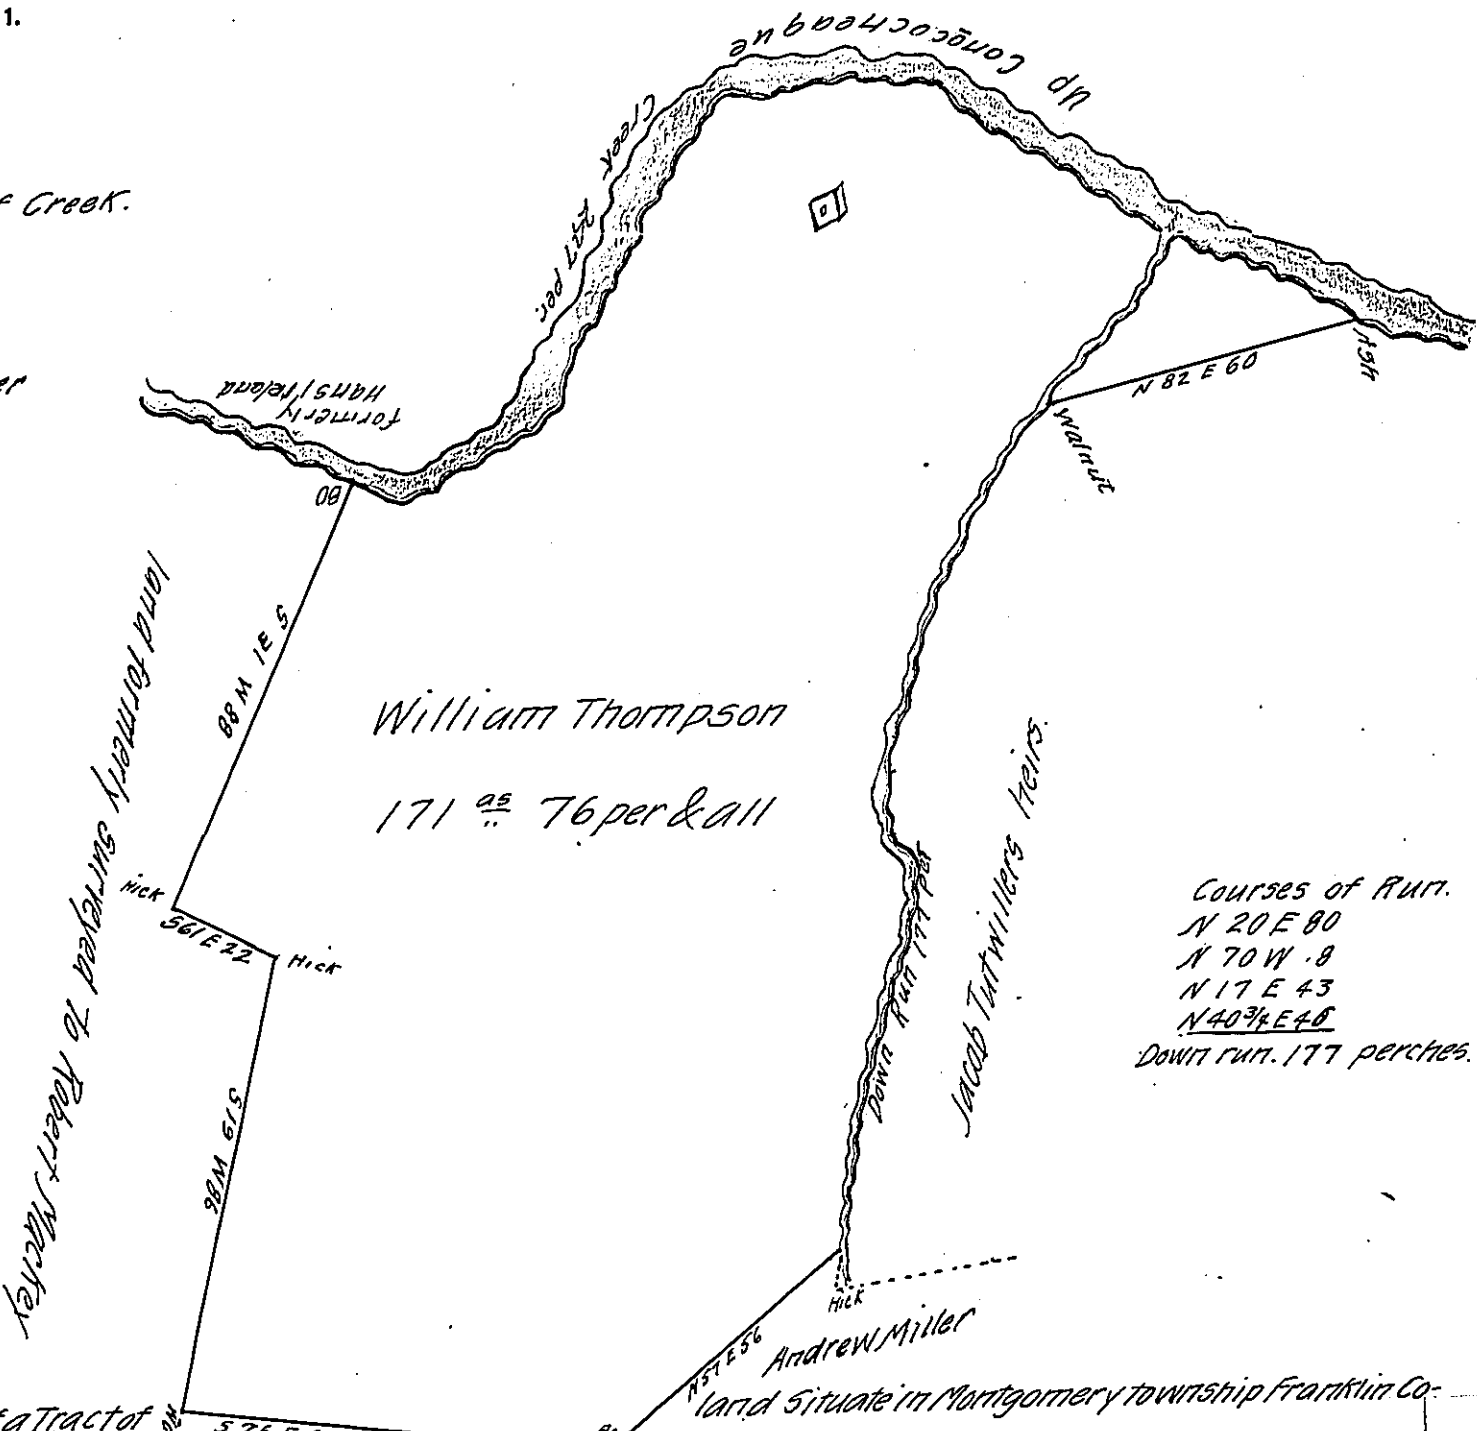 1.
Up Conococheague
Creek 227 per.
f Creek.
er
formerly
Hans Ireland
BO
N 82 E 60
Ash
Walnut
S 31 W 88
land formerly surveyed to Robert Mackey
William Thompson
171 as 76 per & all
Hick
S61E22
Hick
S19 W86
Down Run 177 per
Jacob Tutwillers heirs.
Courses of Run.
N 20 E 80
N 70 W .8
N 17 E 43
N 40¾ E 46
Down run. 177 perches.
Hick
Andrew Miller
N57E56
f a Tract of
land Situate in Montgomery township Franklin Co-